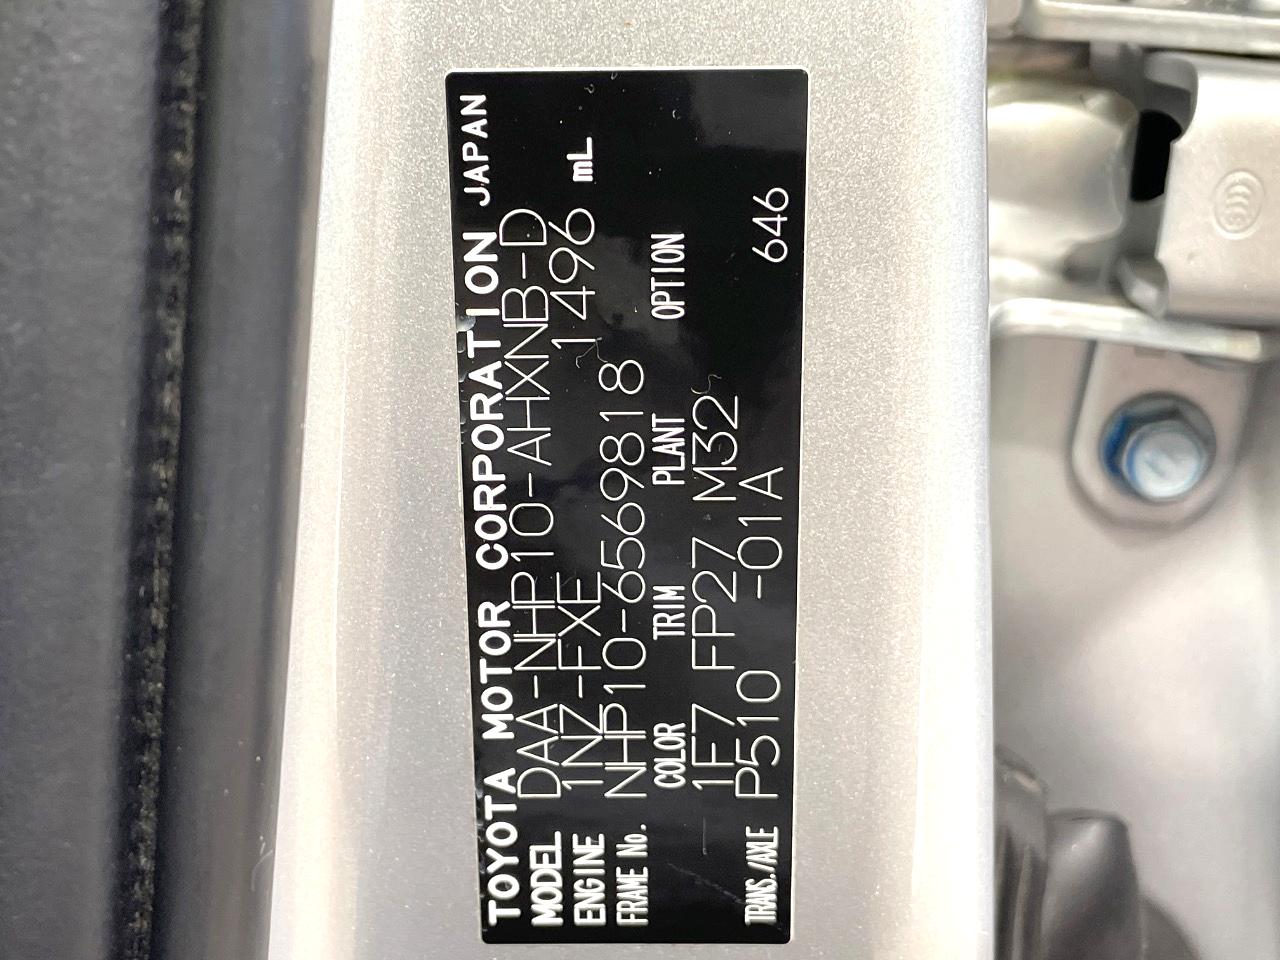 TOYOTA MOTOR CORPORATION JAPAN
MODEL DAA-NHP10-AHXNB-D
ENGINE 1NZ-FXE 1496 mL
FRAME No. NHP10-6569818
COLOR TRIM PLANT OPTION
1F7 FP27 M32
TRANS./AXLE P510 -01A 646